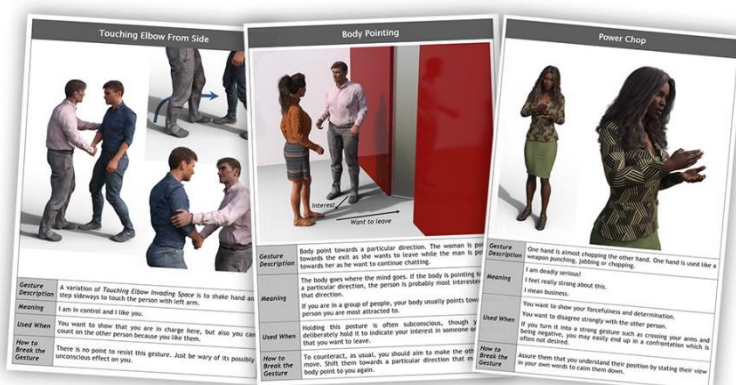 Touching Elbow From Side
Gesture Description
A variation of Touching Elbow Invading Space is to shake hand an
step sideways to touch the person with left arm.
Meaning
I am in control and I like you.
Used When
You want to show that you are in charge here, but also you can
count on the other person because you like them.
How to Break the Gesture
There is no point to resist this gesture. Just be wary of its possibly
unconscious effect on you.
Body Pointing
Interest
Want to leave
Gesture Description
Body point towards a particular direction. The woman is poi
towards the exit as she wants to leave while the man is poi
towards her as he want to continue chatting.
Meaning
The body goes where the mind goes. If the body is pointing to
a particular direction, the person is probably most interested
that direction.
If you are in a group of people, your body usually points towa
person you are most attracted to.
Used When
Holding this posture is often subconscious, though y
deliberately hold it to indicate your interest in someone or
that you want to leave.
How to Break the Gesture
To counteract, as usual, you should aim to make the othe
move. Shift them towards a particular direction that ma
body point to you again.
Power Chop
Gesture Description
One hand is almost chopping the other hand. One hand is used like a
weapon punching, jabbing or chopping.
Meaning
I am deadly serious!
I feel really strong about this.
I mean business.
Used When
You want to show your forcefulness and determination.
You want to disagree strongly with the other person.
If you turn it into a strong gesture such as crossing your arms and
being negative, you may easily end up in a confrontation which is
often not desired.
How to Break the Gesture
Assure them that you understand their position by stating their view
in your own words to calm them down.